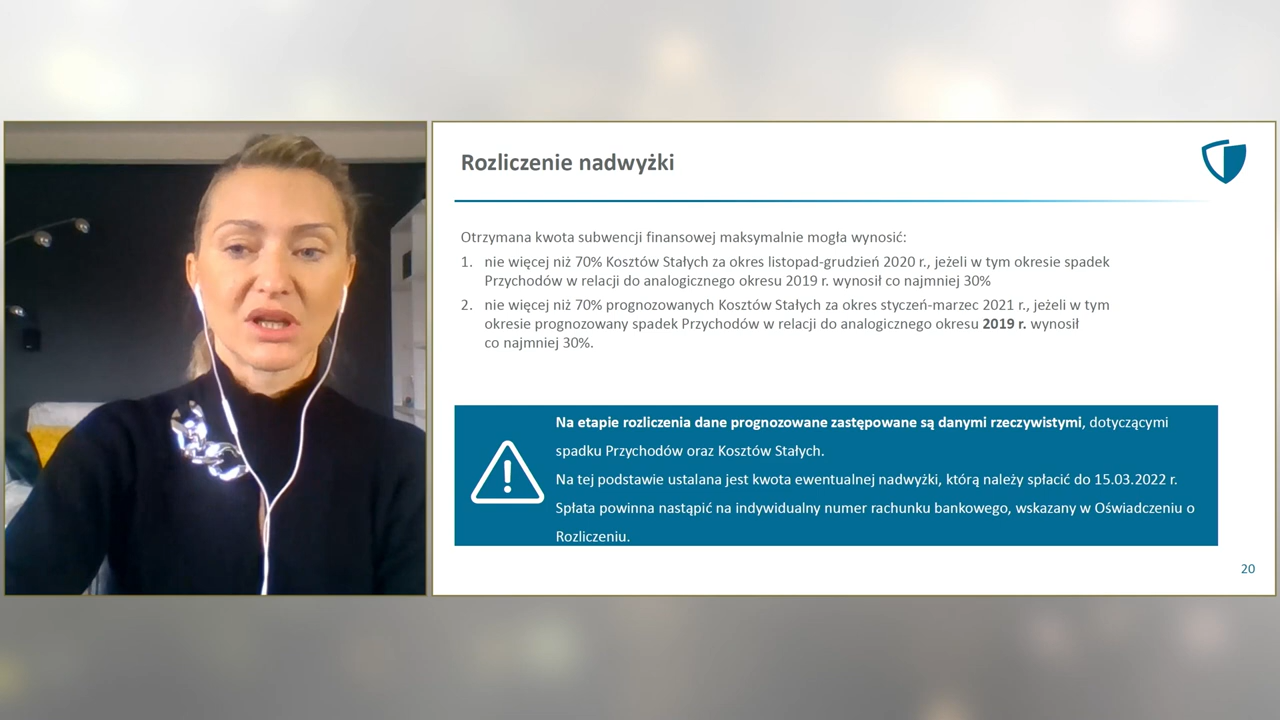 Rozliczenie nadwyżki
Otrzymana kwota subwencji finansowej maksymalnie mogła wynosić:
1. nie więcej niż 70% Kosztów Stałych za okres listopad-grudzień 2020 r., jeżeli w tym okresie spadek
Przychodów w relacji do analogicznego okresu 2019 r. wynosił co najmniej 30%
2. nie więcej niż 70% prognozowanych Kosztów Stałych za okres styczeń-marzec 2021 r., jeżeli w tym
okresie prognozowany spadek Przychodów w relacji do analogicznego okresu 2019 r. wynosił
co najmniej 30%.
Na etapie rozliczenia dane prognozowane zastępowane są danymi rzeczywistymi, dotyczącymi
spadku Przychodów oraz Kosztów Stałych.
Na tej podstawie ustalana jest kwota ewentualnej nadwyżki, którą należy spłacić do 15.03.2022 r.
Spłata powinna nastąpić na indywidualny numer rachunku bankowego, wskazany w Oświadczeniu o
Rozliczeniu.
20